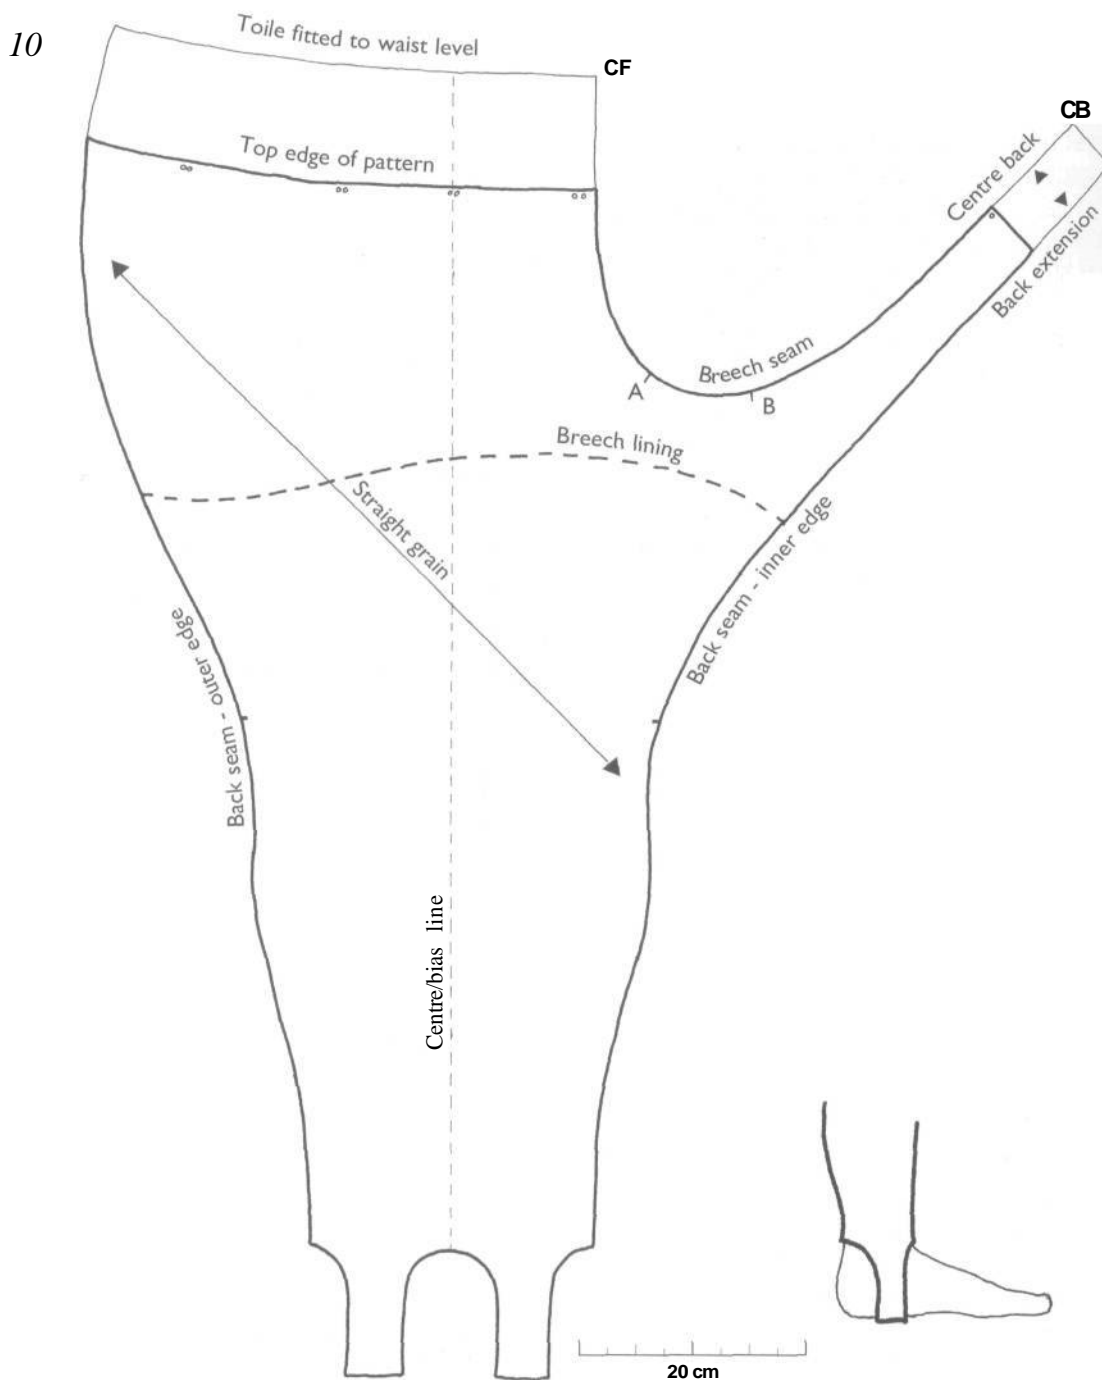 10
Toile fitted to waist level
CF
CB
Top edge of pattern
Centre back
Back extension
Breech seam
A
B
Breech lining
Straight grain
Back seam - inner edge
Back seam - outer edge
Centre/bias line
20 cm